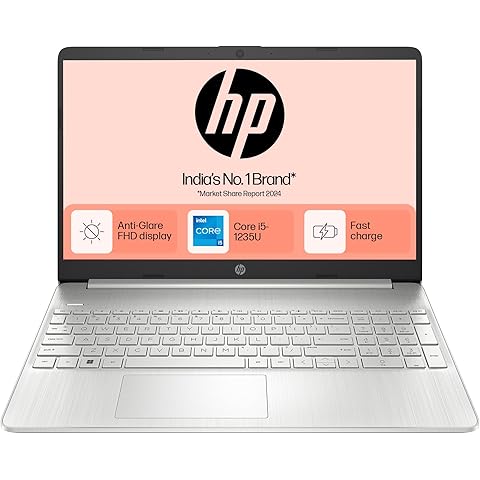 hp
India's No. 1 Brand*
*Market Share Report 2024
Anti-Glare
FHD display
intel
CORE
i5
Core i5-
1235U
Fast
charge
hp